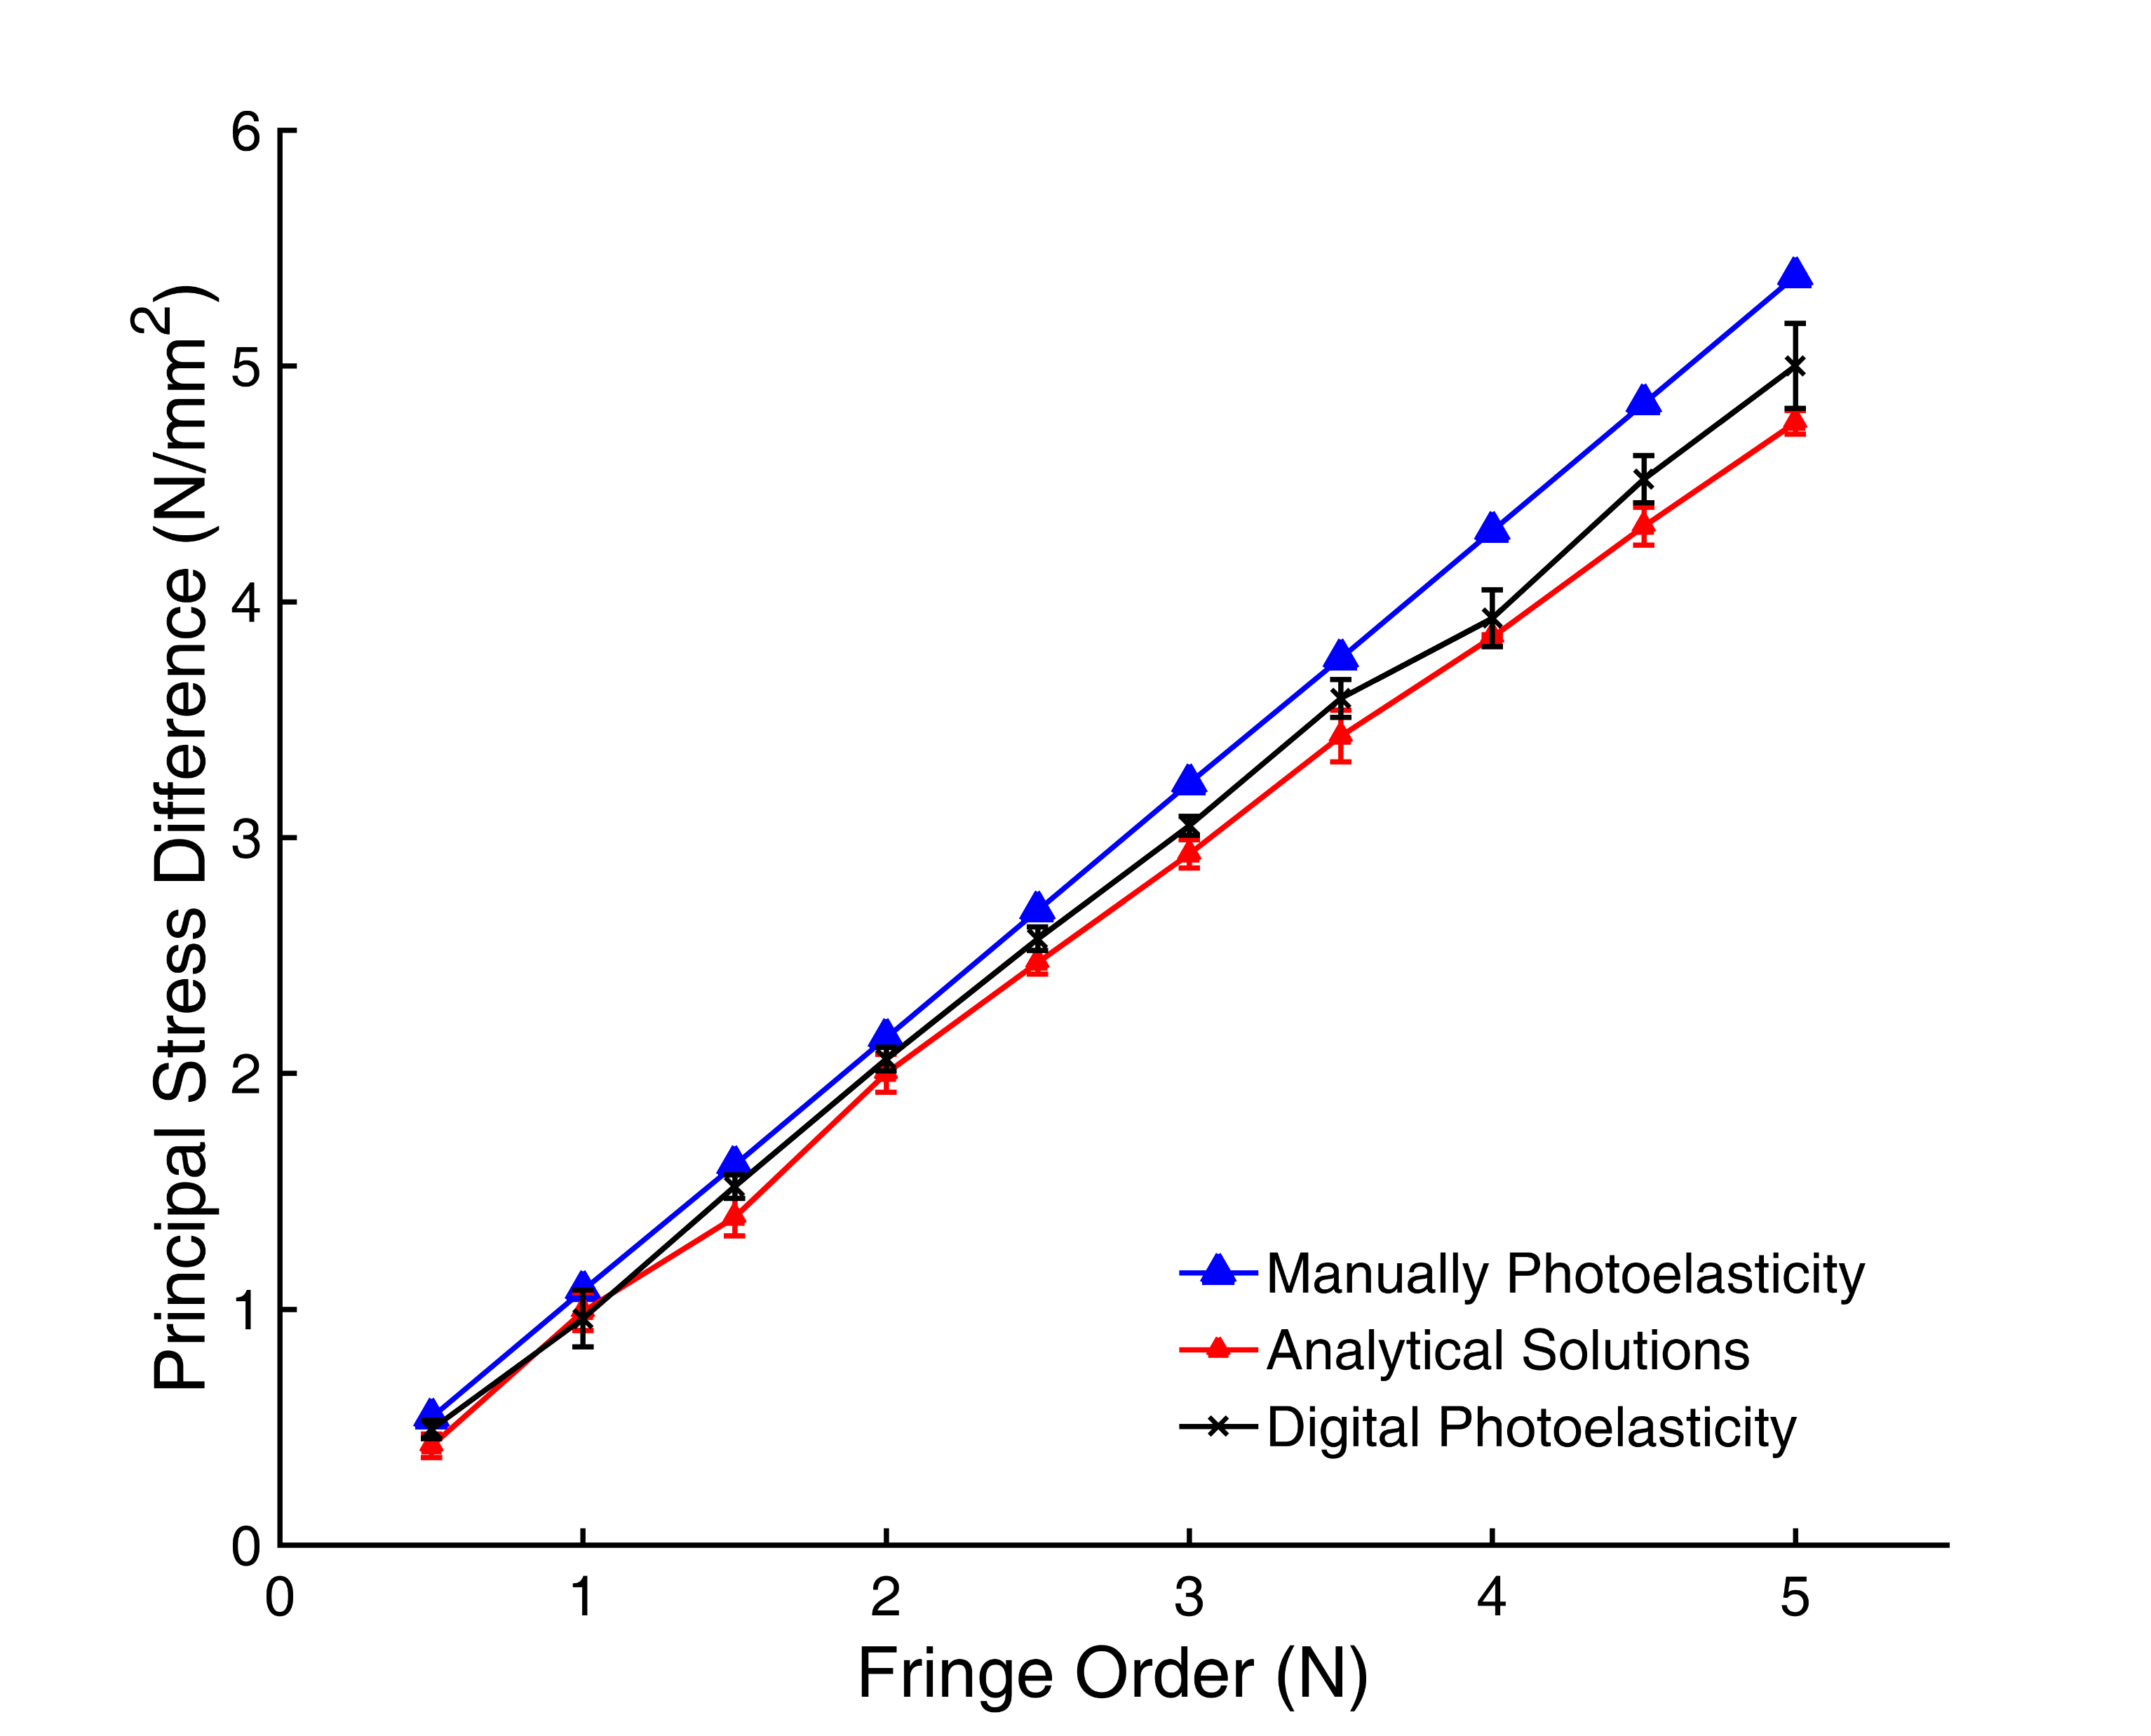 Principal Stress Difference (N/mm²)
6
5
4
3
2
1
0
Manually Photoelasticity
Analytical Solutions
Digital Photoelasticity
0 1 2 3 4 5
Fringe Order (N)